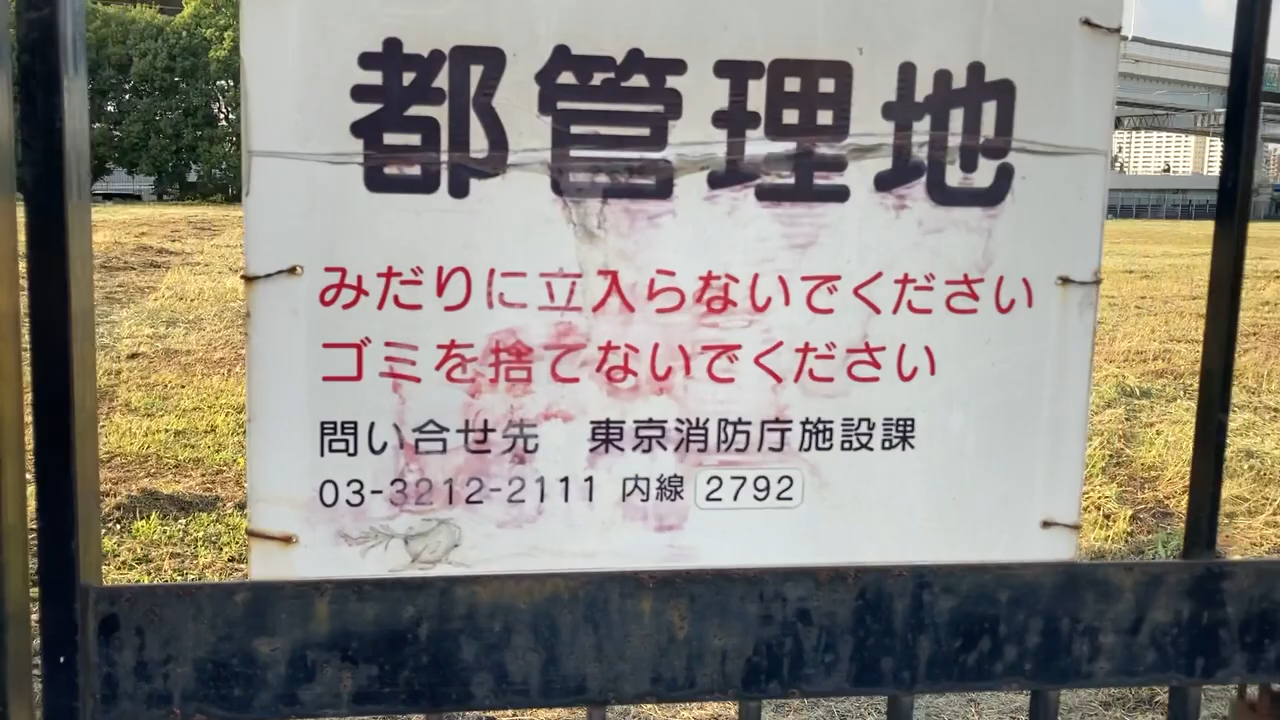 都管理地
みだりに立入らないでください
ゴミを捨てないでください
問い合せ先　東京消防庁施設課
03-3212-2111 内線 2792